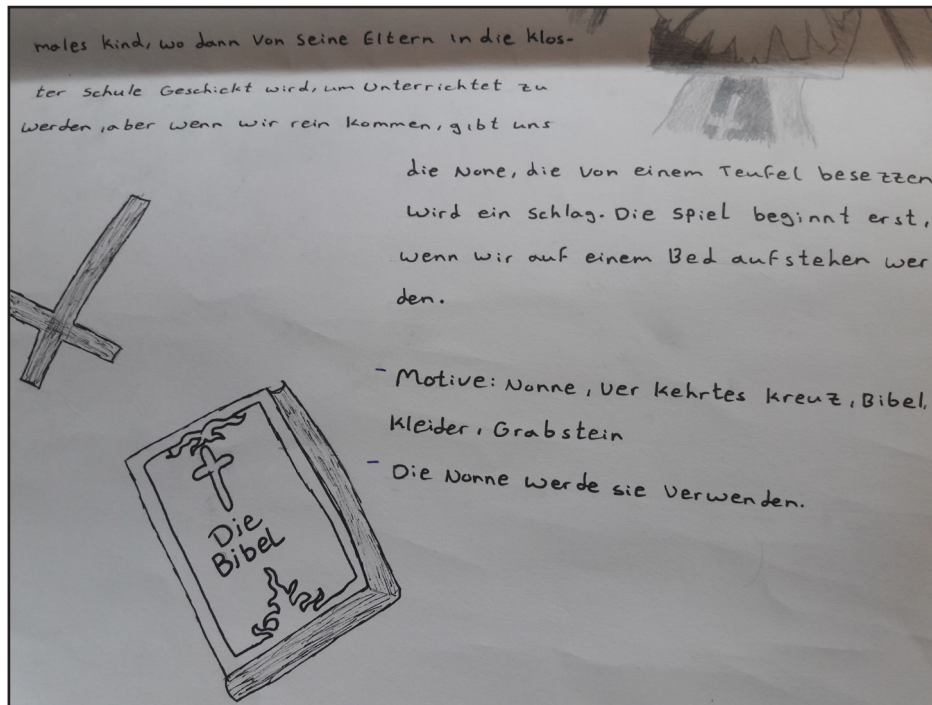 males kind, wo dann von seine Eltern in die Klos-
ter schule Geschickt wird, um Unterrichtet zu
werden, aber wenn wir rein kommen, gibt uns
die None, die von einem Teufel besezzen
wird ein schlag. Die spiel beginnt erst,
wenn wir auf einem Bed aufstehen wer
den.
- Motive: Nonne, Ver kehrtes kreuz, Bibel,
kleider, Grabstein
- Die Nonne werde sie verwenden.
Die
Bibel